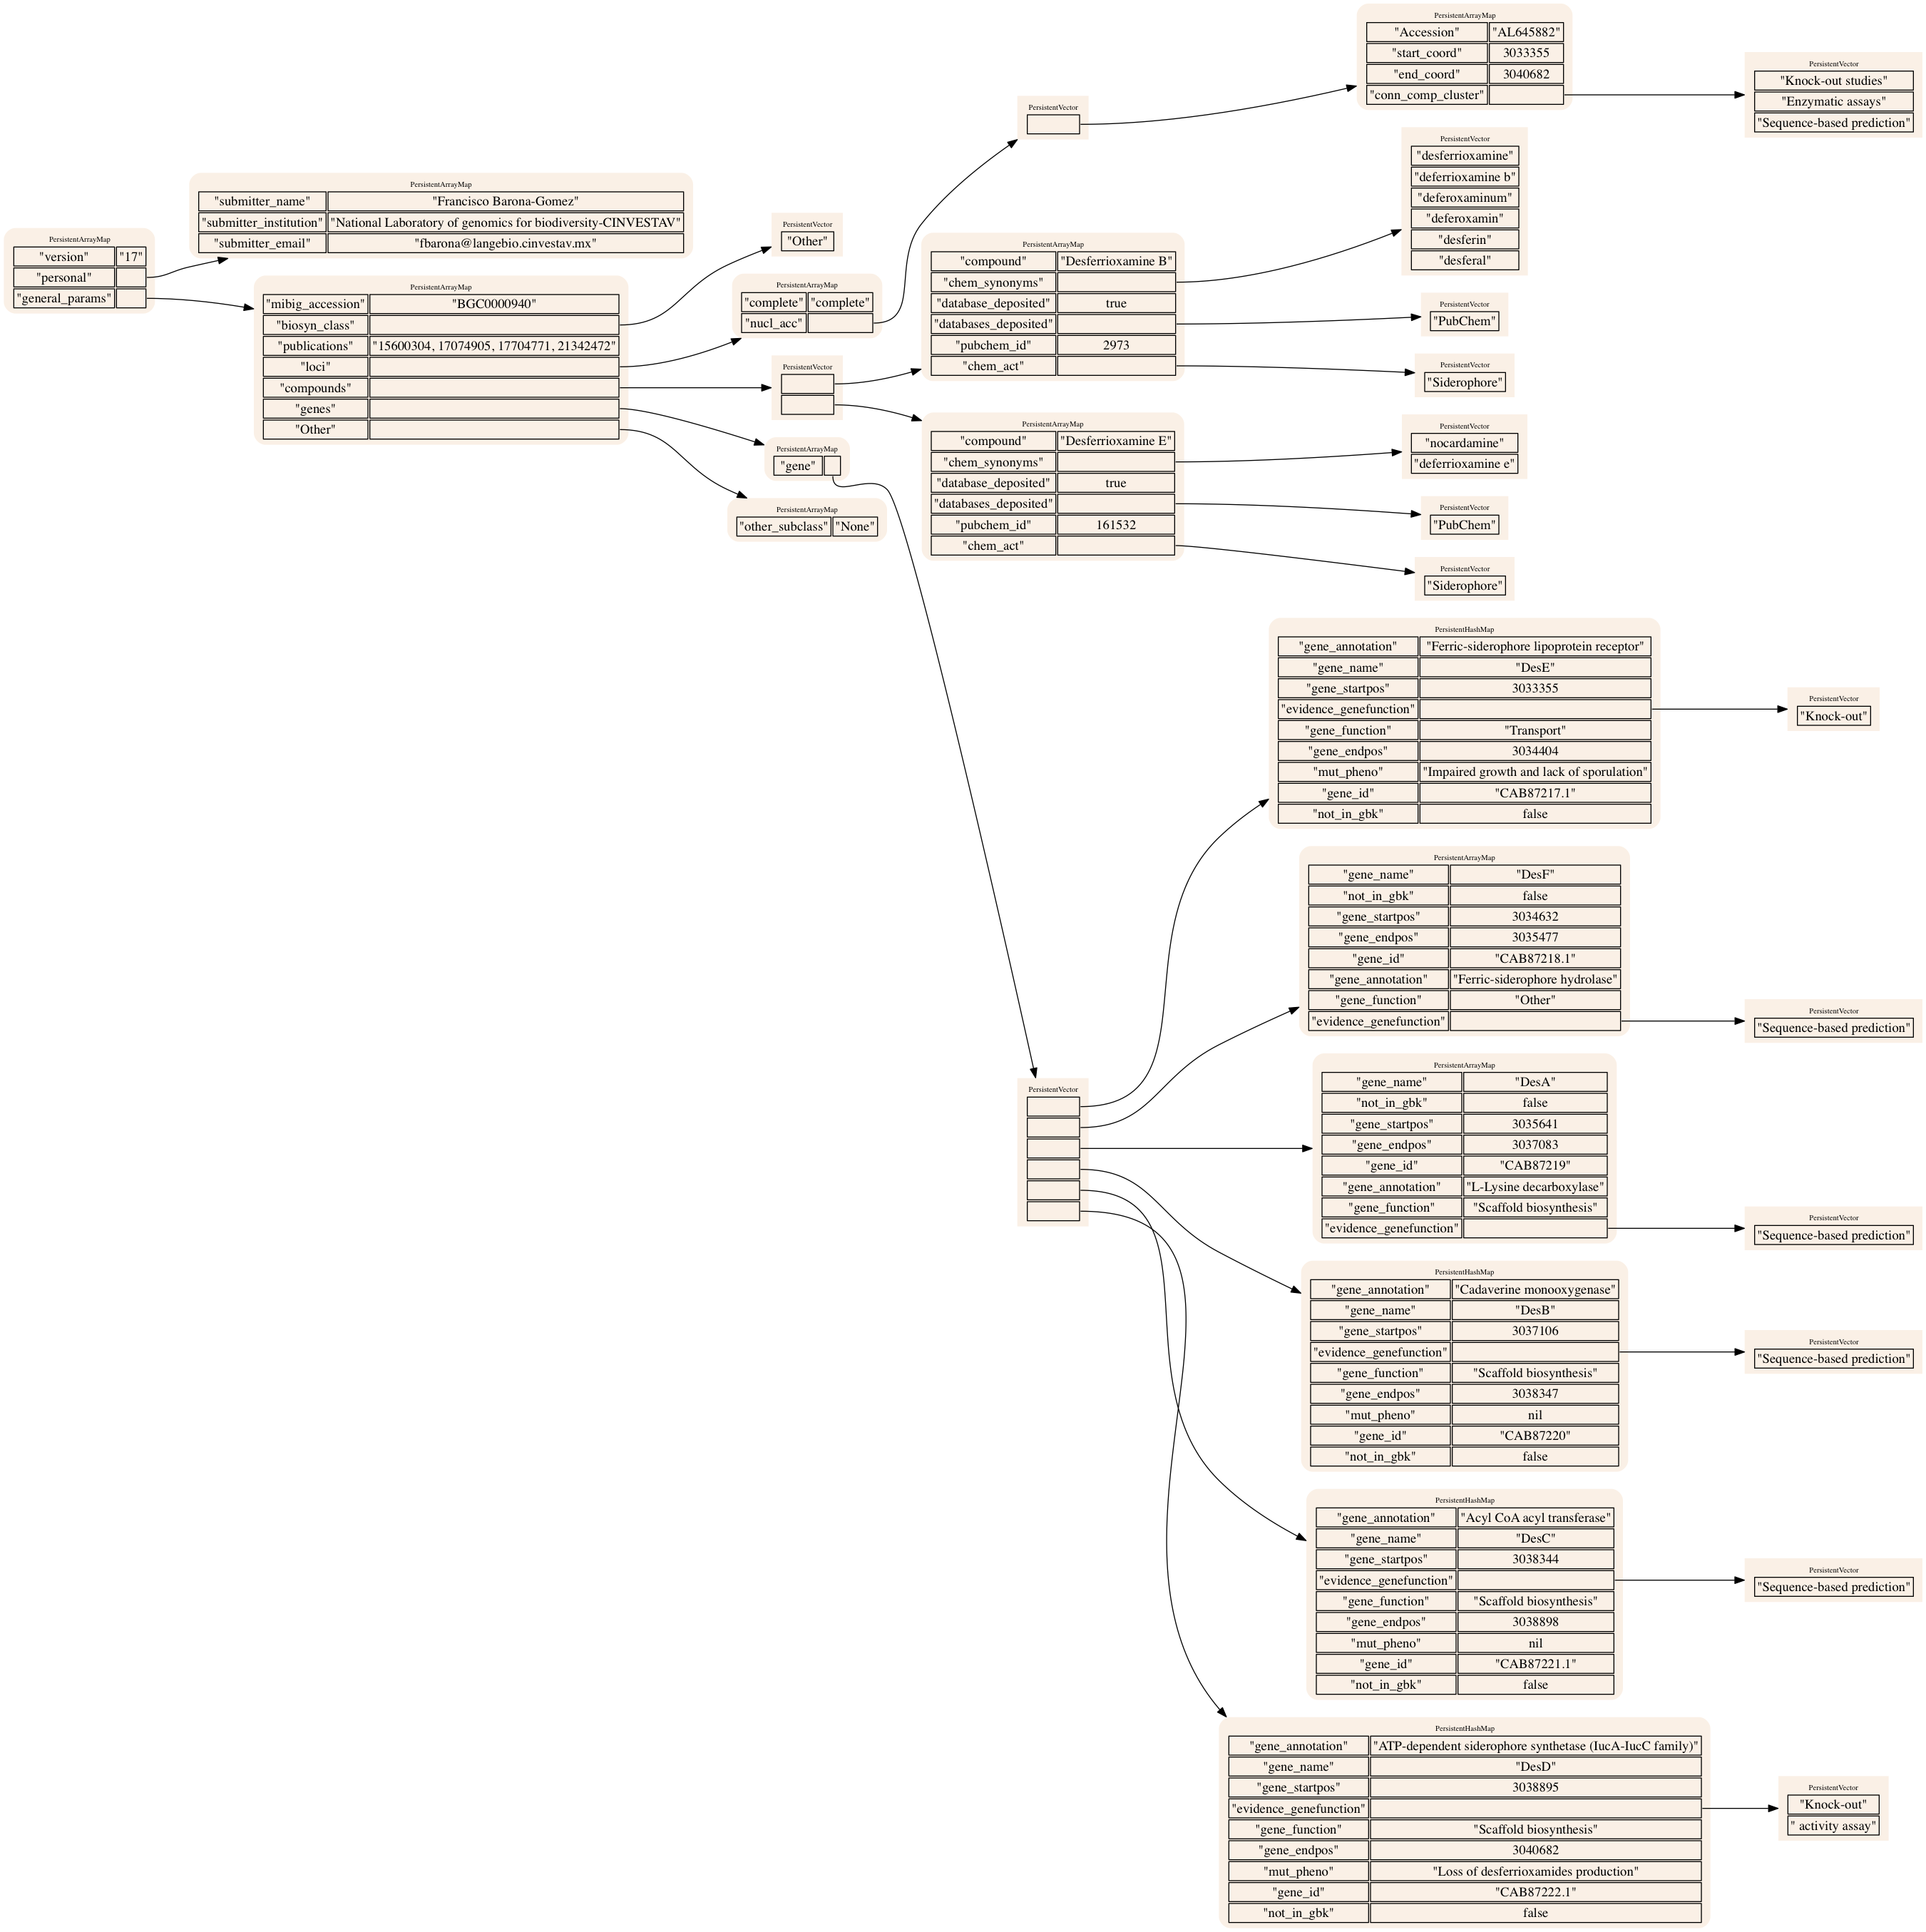 PersistentArrayMap
"version" "17"
"personal"
"general_params"
PersistentArrayMap
"submitter_name" "Francisco Barona-Gomez"
"submitter_institution" "National Laboratory of genomics for biodiversity-CINVESTAV"
"submitter_email" "fbarona@langebio.cinvestav.mx"
PersistentArrayMap
"mibig_accession" "BGC0000940"
"biosyn_class"
"publications" "15600304, 17074905, 17704771, 21342472"
"loci"
"compounds"
"genes"
"Other"
PersistentVector
"Other"
PersistentArrayMap
"complete" "complete"
"nucl_acc"
PersistentVector
PersistentArrayMap
"gene"
PersistentArrayMap
"other_subclass" "None"
PersistentVector
PersistentArrayMap
"Accession" "AL645882"
"start_coord" 3033355
"end_coord" 3040682
"conn_comp_cluster"
PersistentVector
"Knock-out studies"
"Enzymatic assays"
"Sequence-based prediction"
PersistentArrayMap
"compound" "Desferrioxamine B"
"chem_synonyms"
"database_deposited" true
"databases_deposited"
"pubchem_id" 2973
"chem_act"
PersistentVector
"desferrioxamine"
"deferrioxamine b"
"deferoxaminum"
"deferoxamin"
"desferin"
"desferal"
PersistentVector
"PubChem"
PersistentVector
"Siderophore"
PersistentArrayMap
"compound" "Desferrioxamine E"
"chem_synonyms"
"database_deposited" true
"databases_deposited"
"pubchem_id" 161532
"chem_act"
PersistentVector
"nocardamine"
"deferrioxamine e"
PersistentVector
"PubChem"
PersistentVector
"Siderophore"
PersistentVector
PersistentHashMap
"gene_annotation" "Ferric-siderophore lipoprotein receptor"
"gene_name" "DesE"
"gene_startpos" 3033355
"evidence_genefunction"
"gene_function" "Transport"
"gene_endpos" 3034404
"mut_pheno" "Impaired growth and lack of sporulation"
"gene_id" "CAB87217.1"
"not_in_gbk" false
PersistentVector
"Knock-out"
PersistentArrayMap
"gene_name" "DesF"
"not_in_gbk" false
"gene_startpos" 3034632
"gene_endpos" 3035477
"gene_id" "CAB87218.1"
"gene_annotation" "Ferric-siderophore hydrolase"
"gene_function" "Other"
"evidence_genefunction"
PersistentVector
"Sequence-based prediction"
PersistentArrayMap
"gene_name" "DesA"
"not_in_gbk" false
"gene_startpos" 3035641
"gene_endpos" 3037083
"gene_id" "CAB87219"
"gene_annotation" "L-Lysine decarboxylase"
"gene_function" "Scaffold biosynthesis"
"evidence_genefunction"
PersistentVector
"Sequence-based prediction"
PersistentHashMap
"gene_annotation" "Cadaverine monooxygenase"
"gene_name" "DesB"
"gene_startpos" 3037106
"evidence_genefunction"
"gene_function" "Scaffold biosynthesis"
"gene_endpos" 3038347
"mut_pheno" nil
"gene_id" "CAB87220"
"not_in_gbk" false
PersistentVector
"Sequence-based prediction"
PersistentHashMap
"gene_annotation" "Acyl CoA acyl transferase"
"gene_name" "DesC"
"gene_startpos" 3038344
"evidence_genefunction"
"gene_function" "Scaffold biosynthesis"
"gene_endpos" 3038898
"mut_pheno" nil
"gene_id" "CAB87221.1"
"not_in_gbk" false
PersistentVector
"Sequence-based prediction"
PersistentHashMap
"gene_annotation" "ATP-dependent siderophore synthetase (IucA-IucC family)"
"gene_name" "DesD"
"gene_startpos" 3038895
"evidence_genefunction"
"gene_function" "Scaffold biosynthesis"
"gene_endpos" 3040682
"mut_pheno" "Loss of desferrioxamides production"
"gene_id" "CAB87222.1"
"not_in_gbk" false
PersistentVector
"Knock-out"
" activity assay"